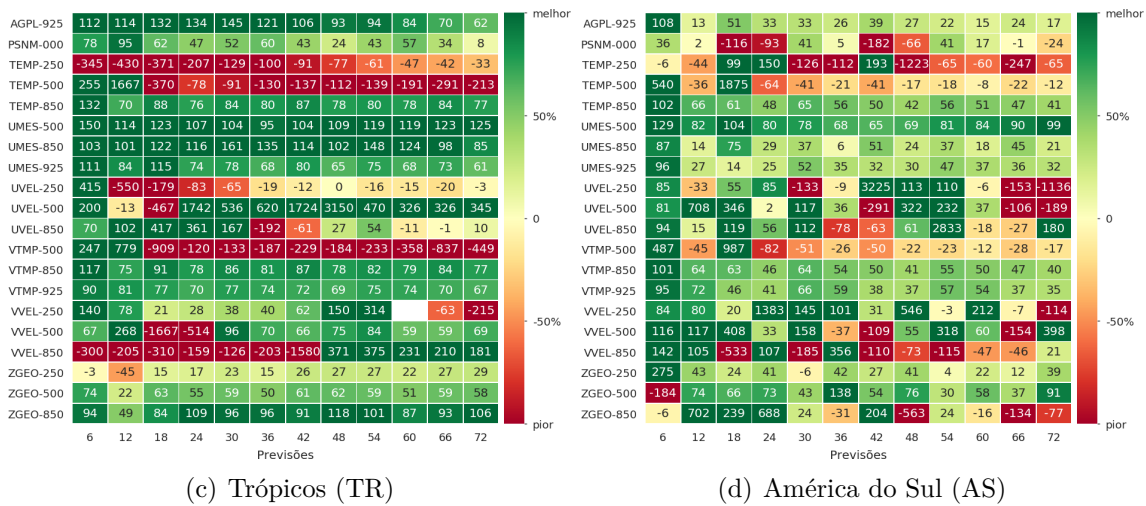 AGPL-925 112 114 132 134 145 121 106 93 94 84 70 62
PSNM-000 78 95 62 47 52 60 43 24 43 57 34 8
TEMP-250 -345 -430 -371 -207 -129 -100 -91 -77 -61 -47 -42 -33
TEMP-500 255 1667 -370 -78 -91 -130 -137 -112 -139 -191 -291 -213
TEMP-850 132 70 88 76 84 80 87 78 80 78 84 77
UMES-500 150 114 123 107 104 95 104 109 119 119 123 125
UMES-850 103 101 122 116 161 135 114 102 148 124 98 85
UMES-925 111 84 115 74 78 68 80 65 75 68 73 61
UVEL-250 415 -550 -179 -83 -65 -19 -12 0 -16 -15 -20 -3
UVEL-500 200 -13 -467 1742 536 620 1724 3150 470 326 326 345
UVEL-850 70 102 417 361 167 -192 -61 27 54 -11 -1 10
VTMP-500 247 779 -909 -120 -133 -187 -229 -184 -233 -358 -837 -449
VTMP-850 117 75 91 78 86 81 87 78 82 79 84 77
VTMP-925 90 81 77 70 77 74 72 69 75 74 70 67
VVEL-250 140 78 21 28 38 40 62 150 314 -63 -215
VVEL-500 67 268 -1667 -514 96 70 66 75 84 59 59 69
VVEL-850 -300 -205 -310 -159 -126 -203 -1580 371 375 231 210 181
ZGEO-250 -3 -45 15 17 23 15 26 27 27 22 27 29
ZGEO-500 74 22 63 55 59 50 61 62 59 51 59 58
ZGEO-850 94 49 84 109 96 96 91 118 101 87 93 106
6 12 18 24 30 36 42 48 54 60 66 72
Previsões
melhor
50%
0
-50%
pior
(c) Trópicos (TR)
AGPL-925 108 13 51 33 33 26 39 27 22 15 24 17
PSNM-000 36 2 -116 -93 41 5 -182 -66 41 17 -1 -24
TEMP-250 -6 -44 99 150 -126 -112 193 -1223 -65 -60 -247 -65
TEMP-500 540 -36 1875 -64 -41 -21 -41 -17 -18 -8 -22 -12
TEMP-850 102 66 61 48 65 56 50 42 56 51 47 41
UMES-500 129 82 104 80 78 68 65 69 81 84 90 99
UMES-850 87 14 75 29 37 6 51 24 37 18 45 21
UMES-925 96 27 14 25 52 35 32 30 47 37 36 32
UVEL-250 85 -33 55 85 -133 -9 3225 113 110 -6 -153 -1136
UVEL-500 81 708 346 2 117 36 -291 322 232 37 -106 -189
UVEL-850 94 15 119 56 112 -78 -63 61 2833 -18 -27 180
VTMP-500 487 -45 987 -82 -51 -26 -50 -22 -23 -12 -28 -17
VTMP-850 101 64 63 46 64 54 50 41 55 50 47 40
VTMP-925 95 72 46 41 66 59 38 37 57 54 37 35
VVEL-250 84 80 20 1383 145 101 31 546 -3 212 -7 -114
VVEL-500 116 117 408 33 158 -37 -109 55 318 60 -154 398
VVEL-850 142 105 -533 107 -185 356 -110 -73 -115 -47 -46 21
ZGEO-250 275 43 24 31 -6 42 27 41 4 22 12 39
ZGEO-500 -184 74 66 73 43 138 54 76 30 58 37 91
ZGEO-850 -6 702 239 688 24 -31 204 -563 24 -16 -134 -77
6 12 18 24 30 36 42 48 54 60 66 72
Previsões
melhor
50%
0
-50%
pior
(d) América do Sul (AS)